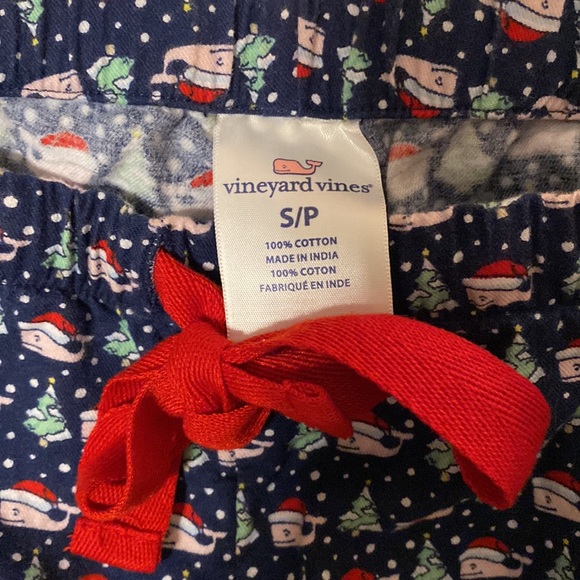 vineyard vines®
S/P
100% COTTON
MADE IN INDIA
100% COTON
FABRIQUÉ EN INDE